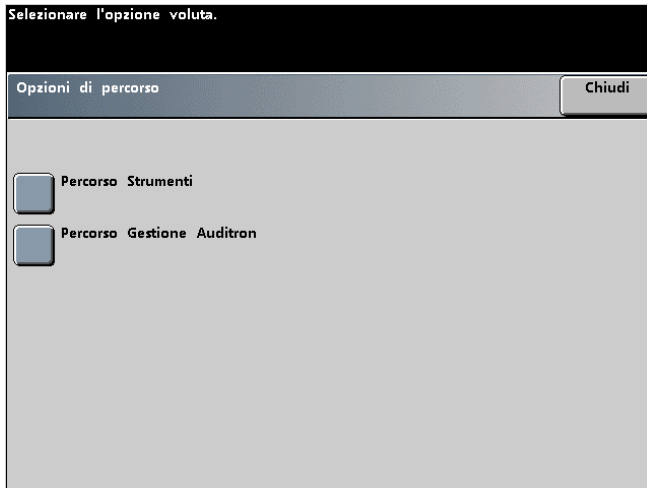 Selezionare l'opzione voluta.
Opzioni di percorso
Chiudi
Percorso Strumenti
Percorso Gestione Auditron